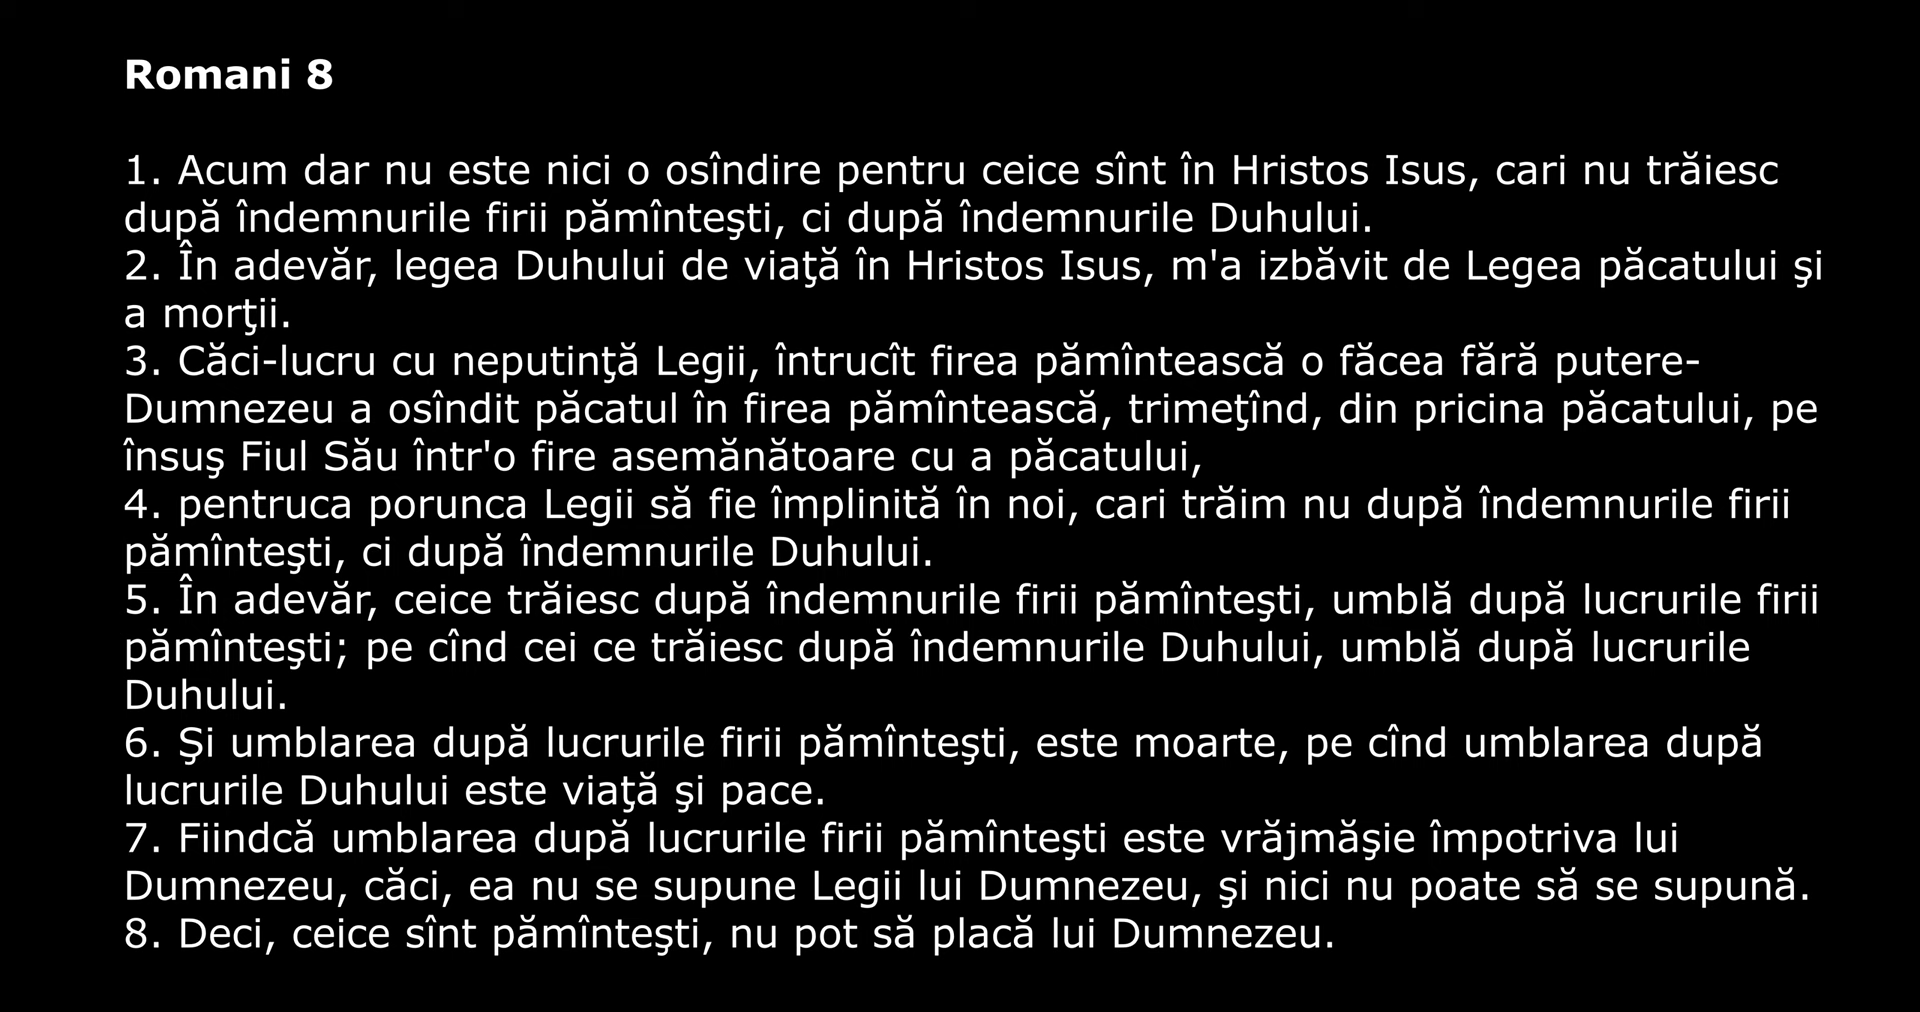 Romani 8
1. Acum dar nu este nici o osîndire pentru ceice sînt în Hristos Isus, cari nu trăiesc
după îndemnurile firii pămînteşti, ci după îndemnurile Duhului.
2. În adevăr, legea Duhului de viaţă în Hristos Isus, m'a izbăvit de Legea păcatului şi
a morţii.
3. Căci-lucru cu neputinţă Legii, întrucît firea pămîntească o făcea fără putere-
Dumnezeu a osîndit păcatul în firea pămîntească, trimeţînd, din pricina păcatului, pe
însuş Fiul Său într'o fire asemănătoare cu a păcatului,
4. pentruca porunca Legii să fie împlinită în noi, cari trăim nu după îndemnurile firii
pămînteşti, ci după îndemnurile Duhului.
5. În adevăr, ceice trăiesc după îndemnurile firii pămînteşti, umblă după lucrurile firii
pămînteşti; pe cînd cei ce trăiesc după îndemnurile Duhului, umblă după lucrurile
Duhului.
6. Şi umblarea după lucrurile firii pămînteşti, este moarte, pe cînd umblarea după
lucrurile Duhului este viaţă şi pace.
7. Fiindcă umblarea după lucrurile firii pămînteşti este vrăjmăşie împotriva lui
Dumnezeu, căci, ea nu se supune Legii lui Dumnezeu, şi nici nu poate să se supună.
8. Deci, ceice sînt pămînteşti, nu pot să placă lui Dumnezeu.